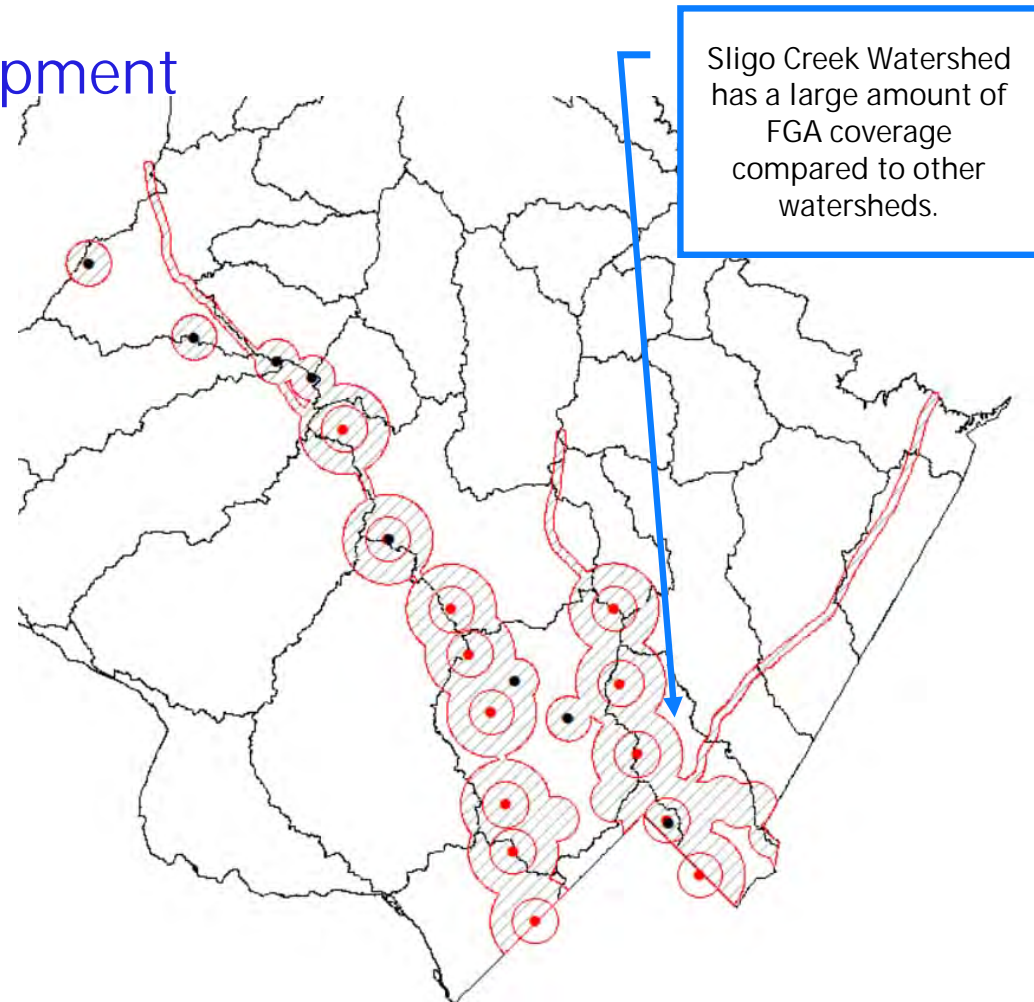 pment
Sligo Creek Watershed
has a large amount of
FGA coverage
compared to other
watersheds.